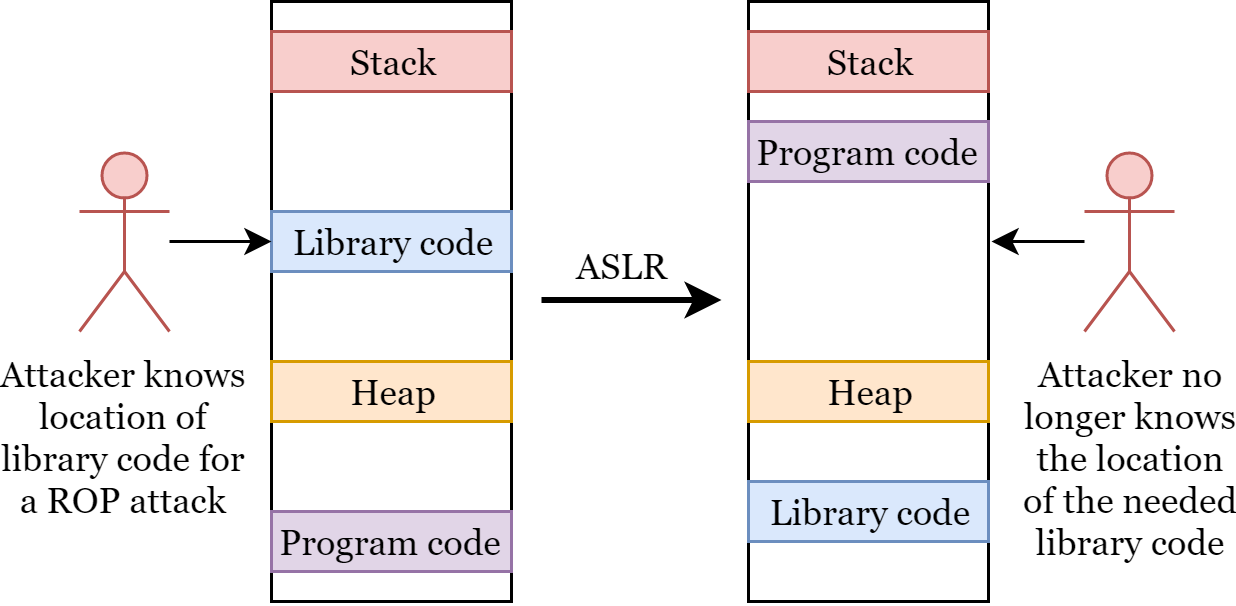 Stack
Library code
Heap
Program code
Attacker knows
location of
library code for
a ROP attack
ASLR
Stack
Program code
Heap
Library code
Attacker no
longer knows
the location
of the needed
library code